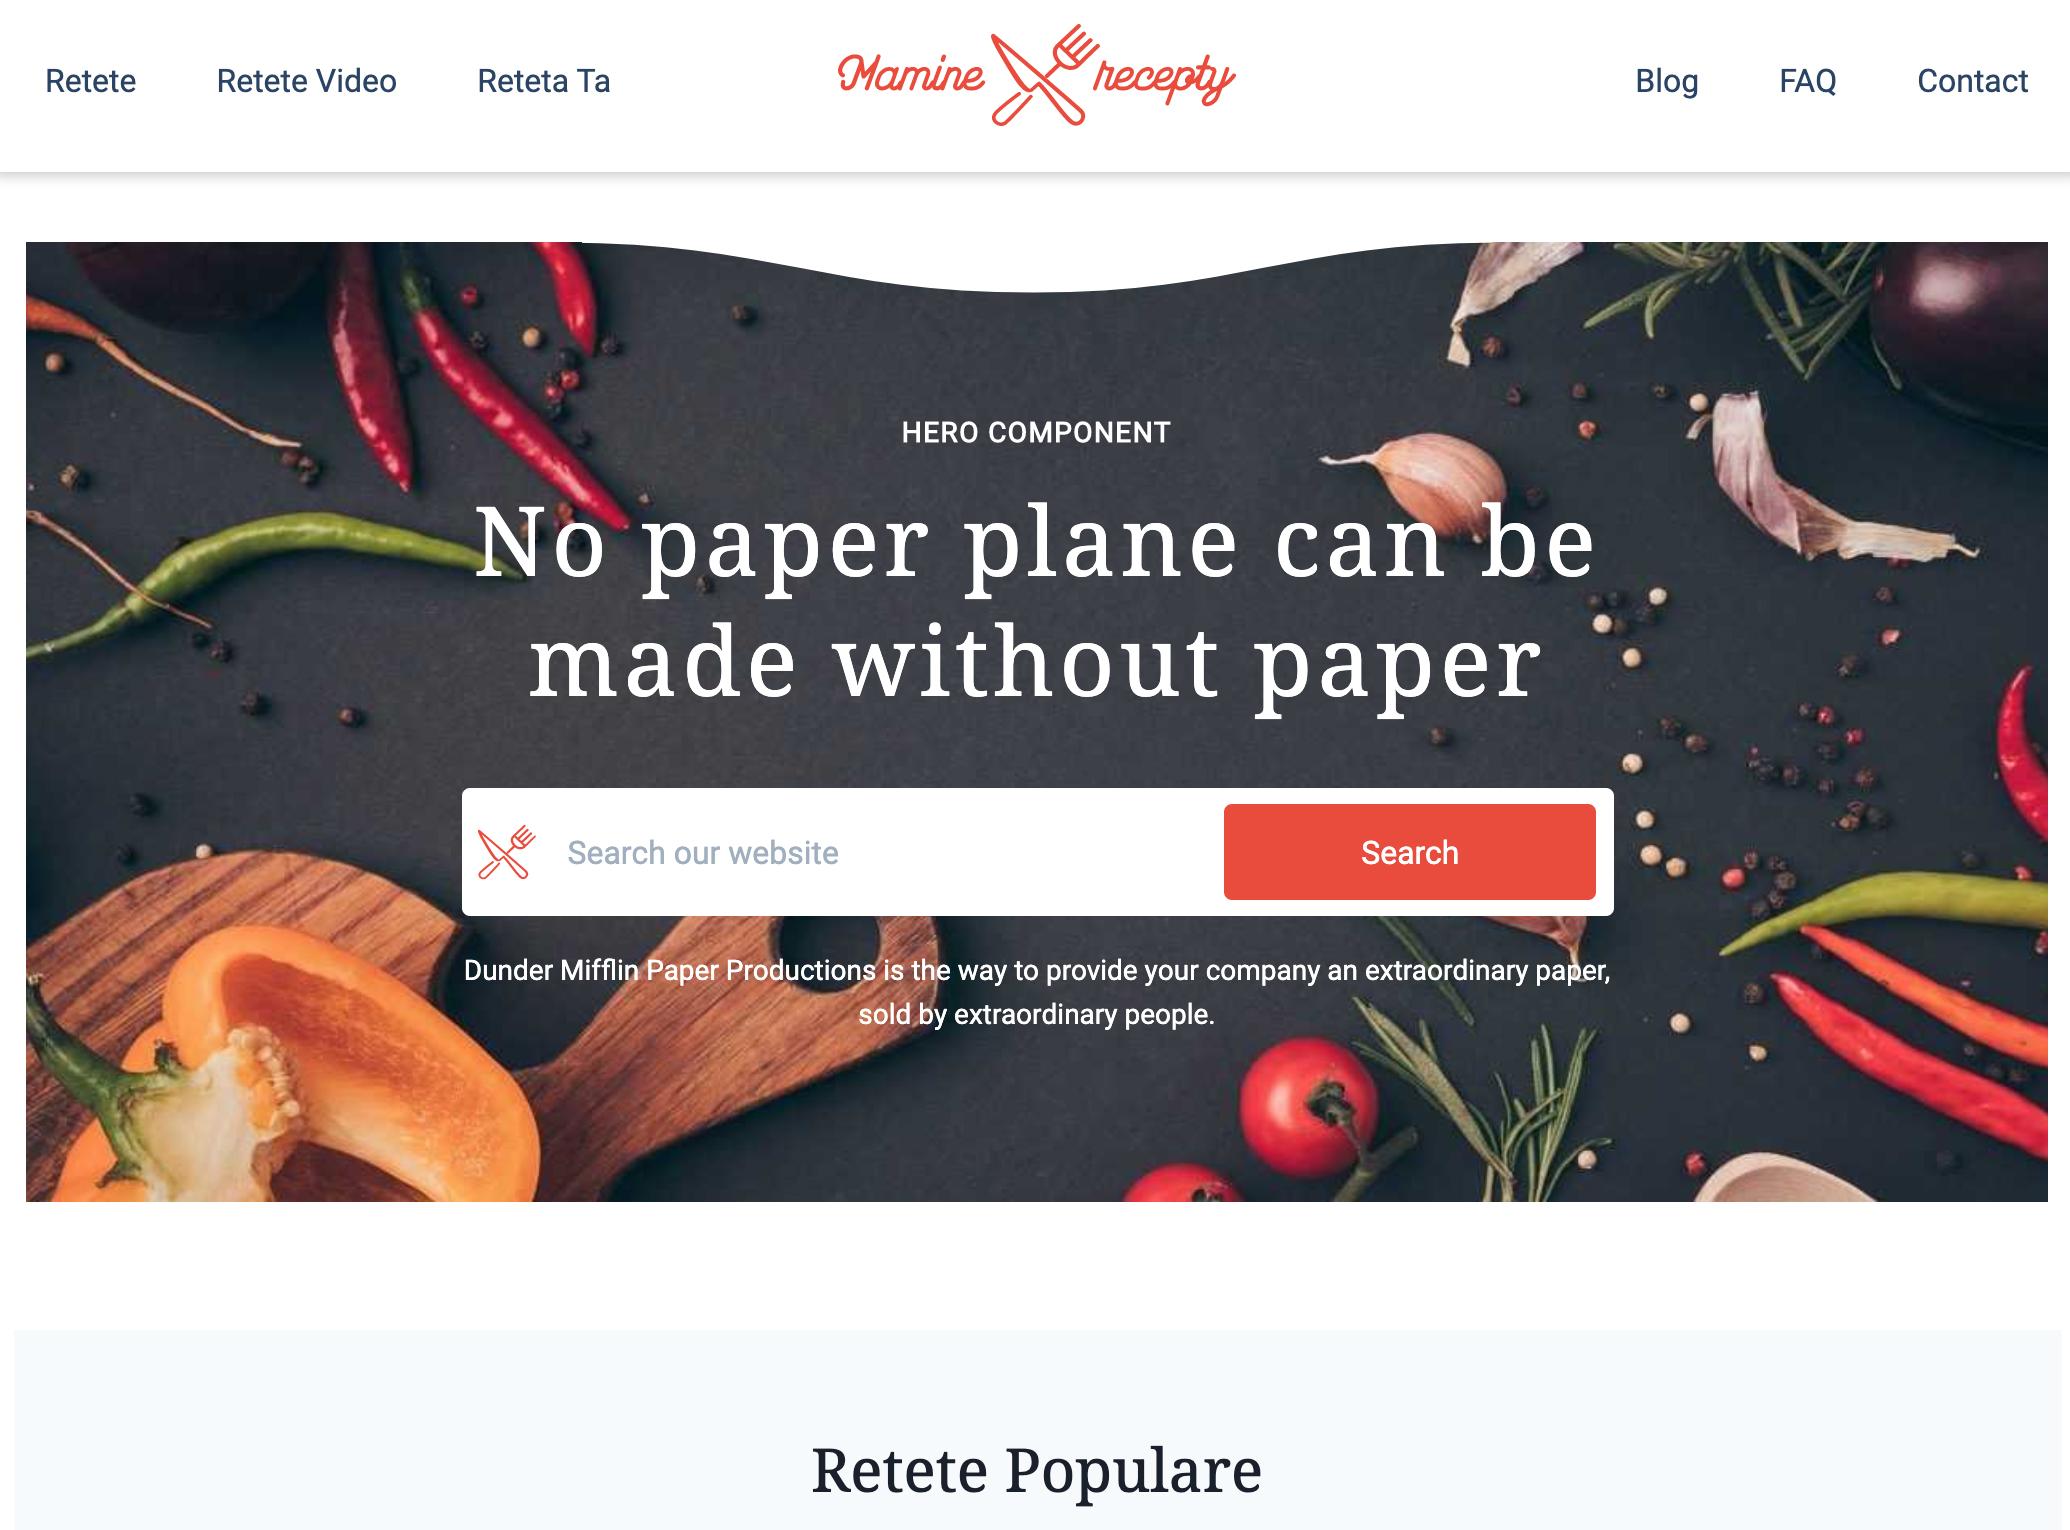 Retete
Retete Video
Reteta Ta
Mamine recepty
Blog
FAQ
Contact
HERO COMPONENT
No paper plane can be
made without paper
Search our website
Search
Dunder Mifflin Paper Productions is the way to provide your company an extraordinary paper,
sold by extraordinary people.
Retete Populare